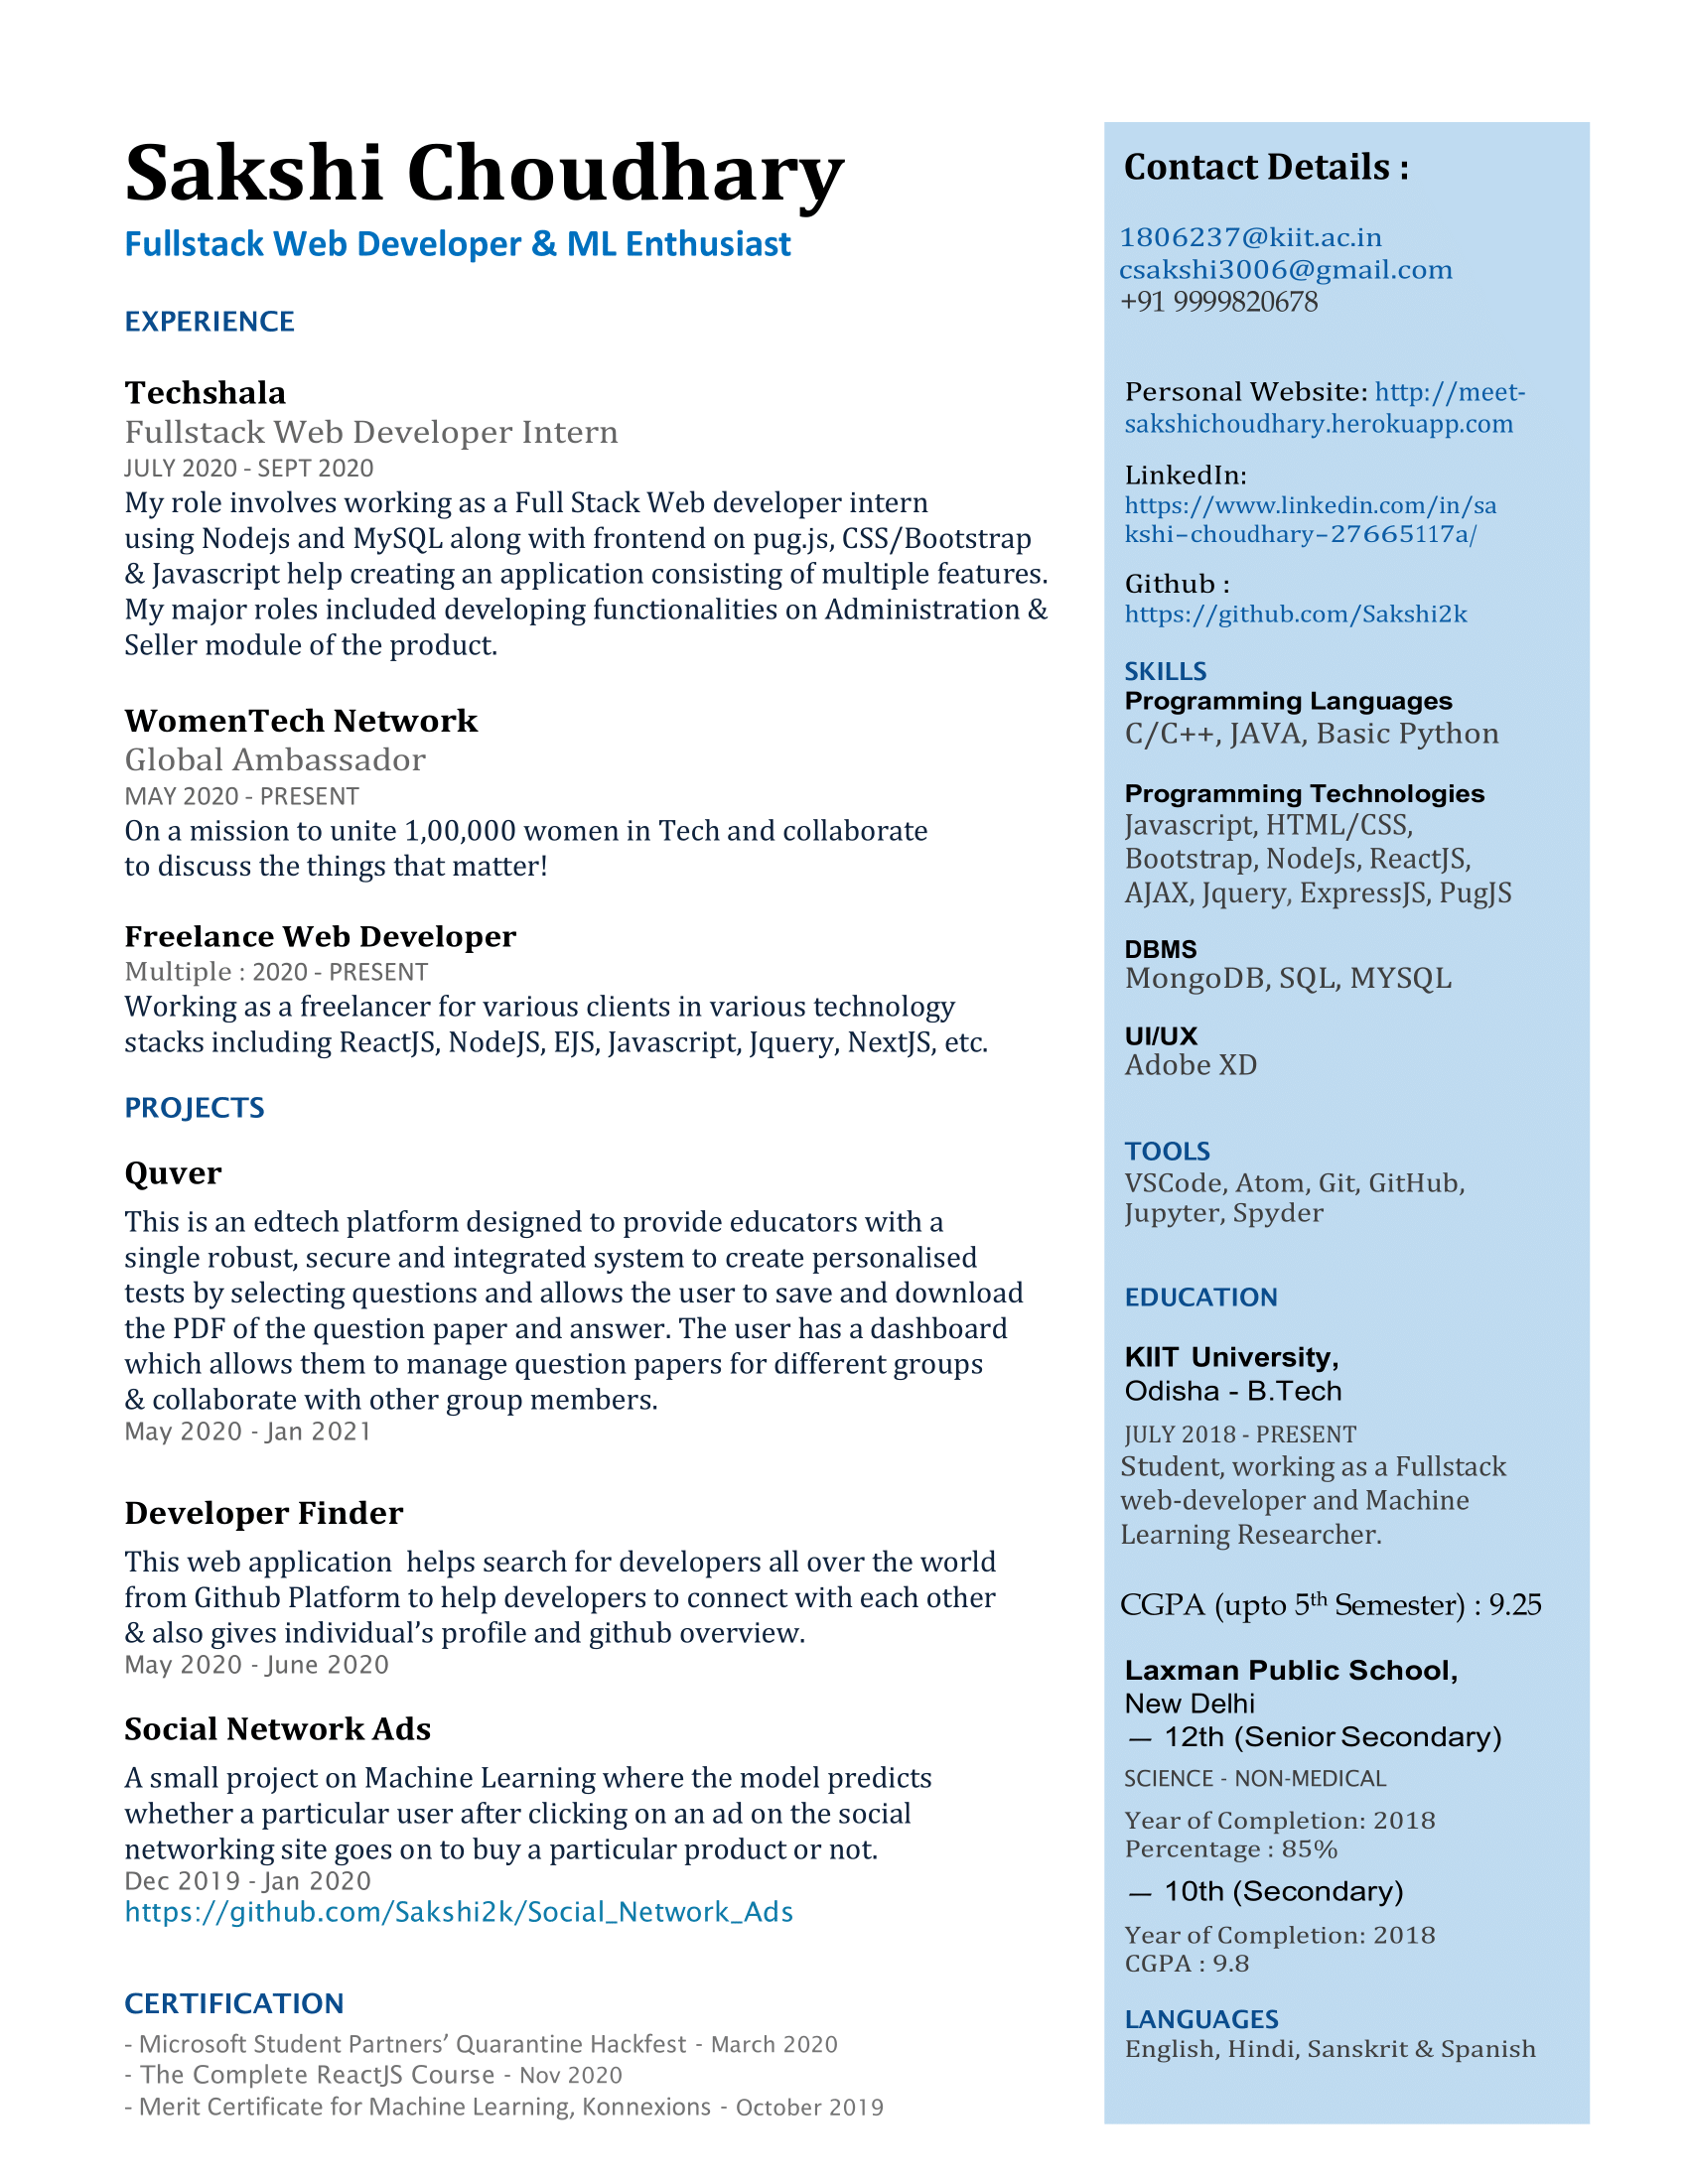 Sakshi Choudhary
Fullstack Web Developer & ML Enthusiast
EXPERIENCE
Techshala
Fullstack Web Developer Intern
JULY 2020 - SEPT 2020
My role involves working as a Full Stack Web developer intern
using Nodejs and MySQL along with frontend on pug.js, CSS/Bootstrap
& Javascript help creating an application consisting of multiple features.
My major roles included developing functionalities on Administration &
Seller module of the product.
WomenTech Network
Global Ambassador
MAY 2020 - PRESENT
On a mission to unite 1,00,000 women in Tech and collaborate
to discuss the things that matter!
Freelance Web Developer
Multiple : 2020 - PRESENT
Working as a freelancer for various clients in various technology
stacks including ReactJS, NodeJS, EJS, Javascript, Jquery, NextJS, etc.
PROJECTS
Quver
This is an edtech platform designed to provide educators with a
single robust, secure and integrated system to create personalised
tests by selecting questions and allows the user to save and download
the PDF of the question paper and answer. The user has a dashboard
which allows them to manage question papers for different groups
& collaborate with other group members.
May 2020 - Jan 2021
Developer Finder
This web application  helps search for developers all over the world
from Github Platform to help developers to connect with each other
& also gives individual’s profile and github overview.
May 2020 - June 2020
Social Network Ads
A small project on Machine Learning where the model predicts
whether a particular user after clicking on an ad on the social
networking site goes on to buy a particular product or not.
Dec 2019 - Jan 2020
https://github.com/Sakshi2k/Social_Network_Ads
CERTIFICATION
- Microsoft Student Partners’ Quarantine Hackfest - March 2020
- The Complete ReactJS Course - Nov 2020
- Merit Certificate for Machine Learning, Konnexions - October 2019
Contact Details :
1806237@kiit.ac.in
csakshi3006@gmail.com
+91 9999820678
Personal Website: http://meet-
sakshichoudhary.herokuapp.com
LinkedIn:
https://www.linkedin.com/in/sa
kshi-choudhary-27665117a/
Github :
https://github.com/Sakshi2k
SKILLS
Programming Languages
C/C++, JAVA, Basic Python
Programming Technologies
Javascript, HTML/CSS,
Bootstrap, NodeJs, ReactJS,
AJAX, Jquery, ExpressJS, PugJS
DBMS
MongoDB, SQL, MYSQL
UI/UX
Adobe XD
TOOLS
VSCode, Atom, Git, GitHub,
Jupyter, Spyder
EDUCATION
KIIT University,
Odisha - B.Tech
JULY 2018 - PRESENT
Student, working as a Fullstack
web-developer and Machine
Learning Researcher.
CGPA (upto 5th Semester) : 9.25
Laxman Public School,
New Delhi
— 12th (Senior Secondary)
SCIENCE - NON-MEDICAL
Year of Completion: 2018
Percentage : 85%
— 10th (Secondary)
Year of Completion: 2018
CGPA : 9.8
LANGUAGES
English, Hindi, Sanskrit & Spanish